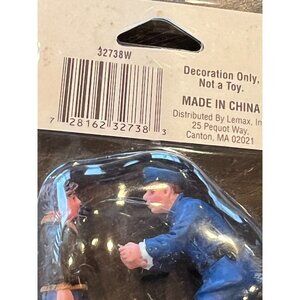 32738W
Decoration Only,
Not a Toy.
MADE IN CHINA
Distributed By Lemax, In
25 Pequot Way,
Canton, MA 02021
7 28162 32738 3